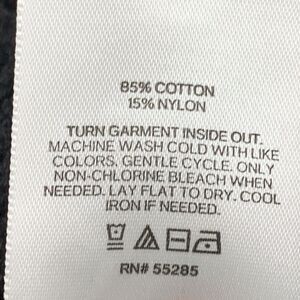 85% COTTON
15% NYLON
TURN GARMENT INSIDE OUT.
MACHINE WASH COLD WITH LIKE
COLORS. GENTLE CYCLE. ONLY
NON-CHLORINE BLEACH WHEN
NEEDED. LAY FLAT TO DRY. COOL
IRON IF NEEDED.
RN# 55285